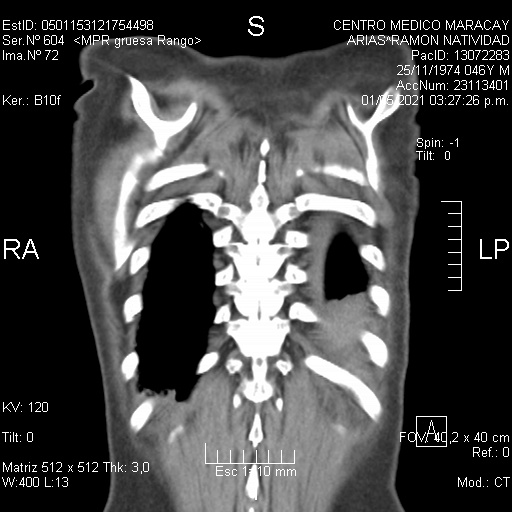 EstID: 0501153121754498
Ser.Nº 604 <MPR gruesa Rango>
Ima.Nº 72
Ker.: B10f
S
CENTRO MEDICO MARACAY
ARIAS^RAMON NATIVIDAD
PacID: 13072283
25/11/1974 046Y M
AccNum: 23113401
2021 03:27:26 p.m.
Spin: -1
Tilt: 0
RA
LP
KV: 120
Tilt: 0
Matriz 512 x 512 Thk: 3,0
W:400 L:13
Esc 1:10 mm
A
FOV: 40,2 x 40 cm
Ref.: 0
Mod.: CT